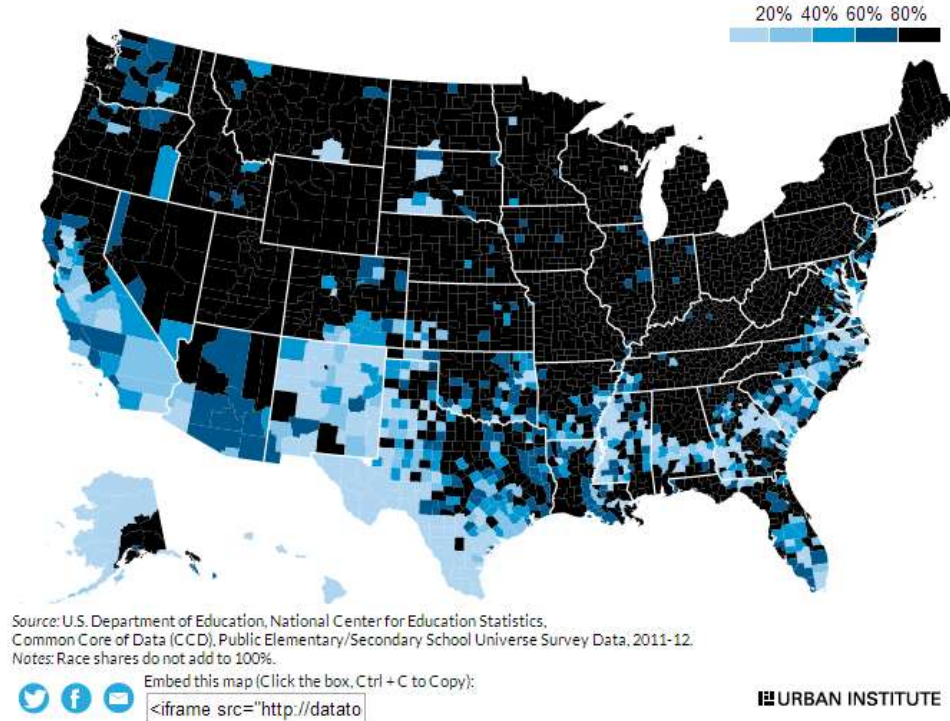 20% 40% 60% 80%
Source: U.S. Department of Education, National Center for Education Statistics,
Common Core of Data (CCD), Public Elementary/Secondary School Universe Survey Data, 2011-12.
Notes: Race shares do not add to 100%.
Embed this map (Click the box, Ctrl + C to Copy):
<iframe src="http://datato
URBAN INSTITUTE